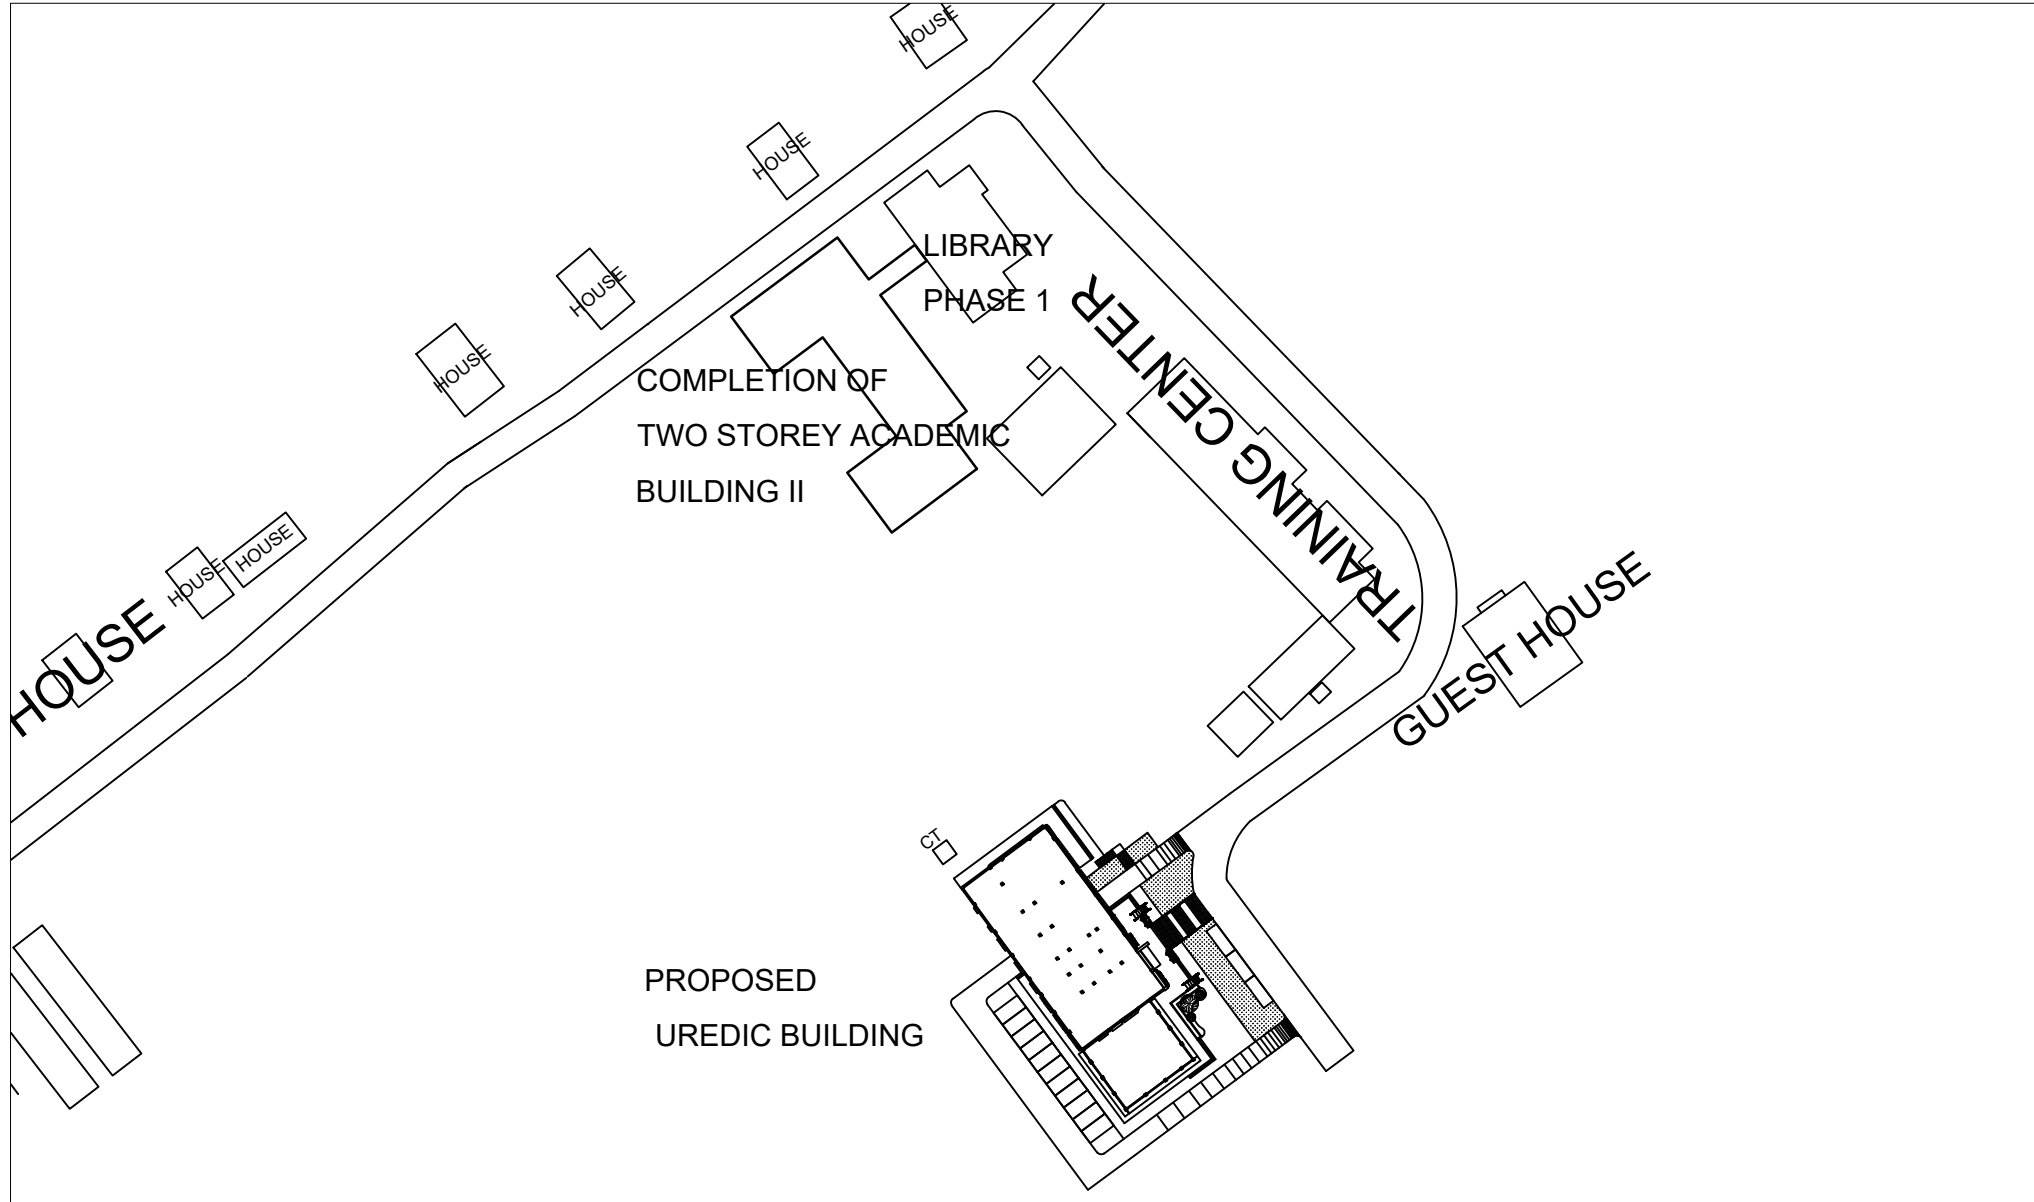 HOUSE
HOUSE
LIBRARY
PHASE 1
HOUSE
HOUSE
TRAINING CENTER
COMPLETION OF
TWO STOREY ACADEMIC
BUILDING II
HOUSE
HOUSE
HOUSE
GUEST HOUSE
CT
PROPOSED
UREDIC BUILDING